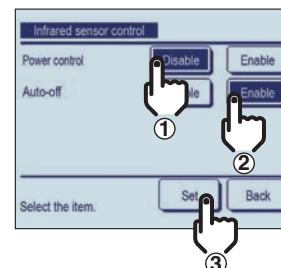 Infrared sensor control
Power control Disable Enable
Auto-off Enable
①
②
Select the item. Set Back
③